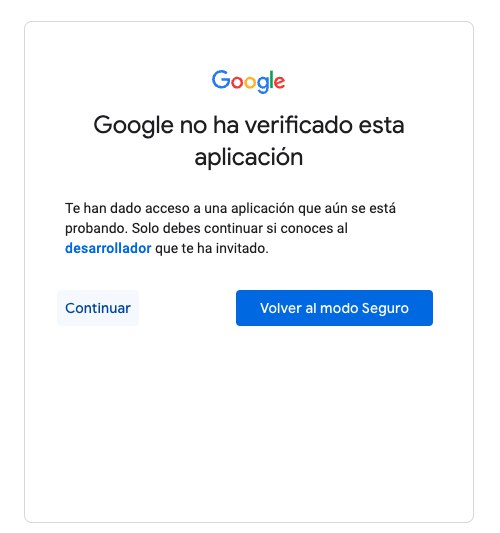 Google
Google no ha verificado esta
aplicación
Te han dado acceso a una aplicación que aún se está
probando. Solo debes continuar si conoces al
desarrollador que te ha invitado.
Continuar
Volver al modo Seguro